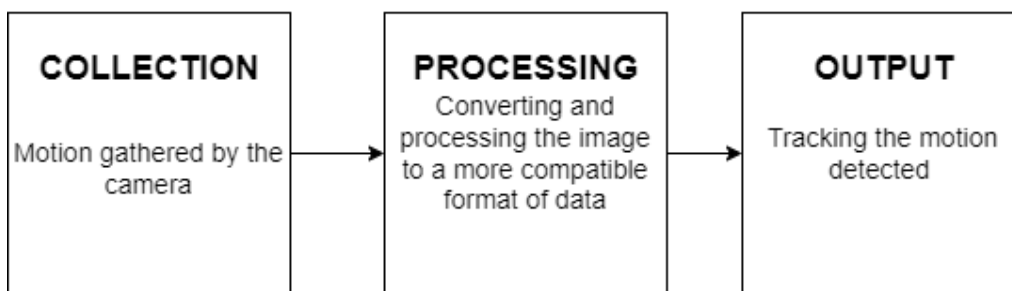 COLLECTION
Motion gathered by the
camera
PROCESSING
Converting and
processing the image
to a more compatible
format of data
OUTPUT
Tracking the motion
detected